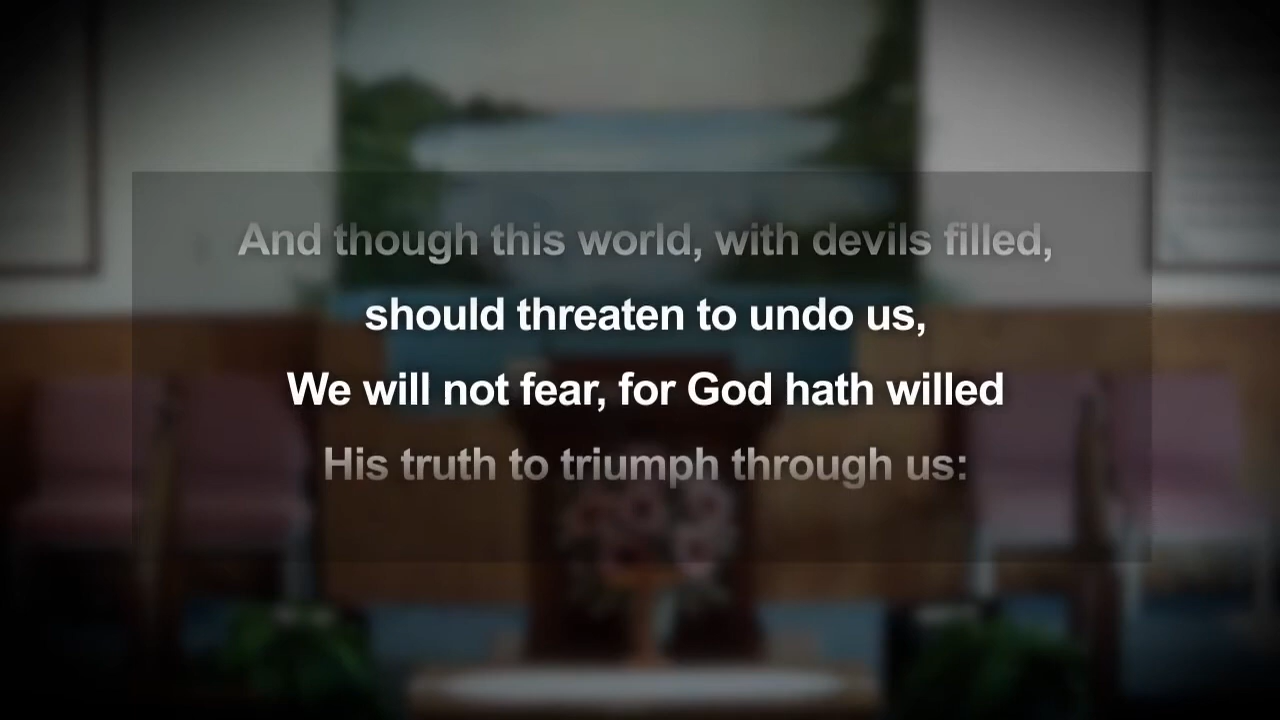 And though this world, with devils filled,
should threaten to undo us,
We will not fear, for God hath willed
His truth to triumph through us: